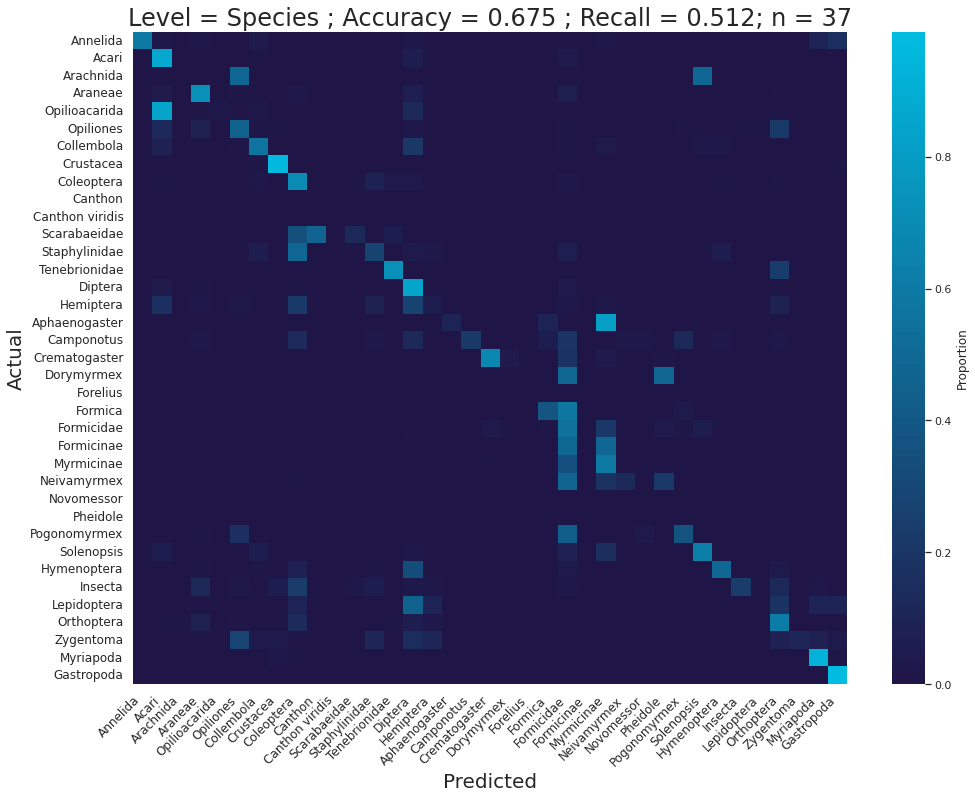 Level = Species ; Accuracy = 0.675 ; Recall = 0.512; n = 37
Actual
Annelida
Acari
Arachnida
Araneae
Opilioacarida
Opiliones
Collembola
Crustacea
Coleoptera
Canthon
Canthon viridis
Scarabaeidae
Staphylinidae
Tenebrionidae
Diptera
Hemiptera
Aphaenogaster
Camponotus
Crematogaster
Dorymyrmex
Forelius
Formica
Formicidae
Formicinae
Myrmicinae
Neivamyrmex
Novomessor
Pheidole
Pogonomyrmex
Solenopsis
Hymenoptera
Insecta
Lepidoptera
Orthoptera
Zygentoma
Myriapoda
Gastropoda
Annelida
Acari
Arachnida
Araneae
Opilioacarida
Opiliones
Collembola
Crustacea
Coleoptera
Canthon
Canthon viridis
Scarabaeidae
Staphylinidae
Tenebrionidae
Diptera
Hemiptera
Aphaenogaster
Camponotus
Crematogaster
Dorymyrmex
Forelius
Formica
Formicidae
Formicinae
Myrmicinae
Neivamyrmex
Novomessor
Pheidole
Pogonomyrmex
Solenopsis
Hymenoptera
Insecta
Lepidoptera
Orthoptera
Zygentoma
Myriapoda
Gastropoda
Predicted
0.8
0.6
0.4
0.2
0.0
Proportion